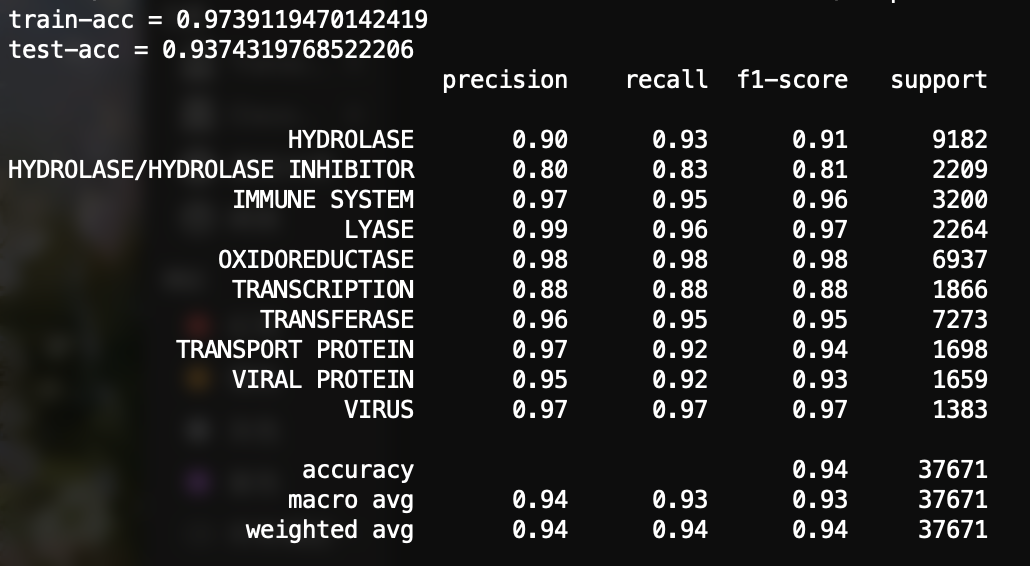 train-acc = 0.9739119470142419
test-acc = 0.9374319768522206
precision recall f1-score support
HYDROLASE 0.90 0.93 0.91 9182
HYDROLASE/HYDROLASE INHIBITOR 0.80 0.83 0.81 2209
IMMUNE SYSTEM 0.97 0.95 0.96 3200
LYASE 0.99 0.96 0.97 2264
OXIDOREDUCTASE 0.98 0.98 0.98 6937
TRANSCRIPTION 0.88 0.88 0.88 1866
TRANSFERASE 0.96 0.95 0.95 7273
TRANSPORT PROTEIN 0.97 0.92 0.94 1698
VIRAL PROTEIN 0.95 0.92 0.93 1659
VIRUS 0.97 0.97 0.97 1383
accuracy 0.94 37671
macro avg 0.94 0.93 0.93 37671
weighted avg 0.94 0.94 0.94 37671